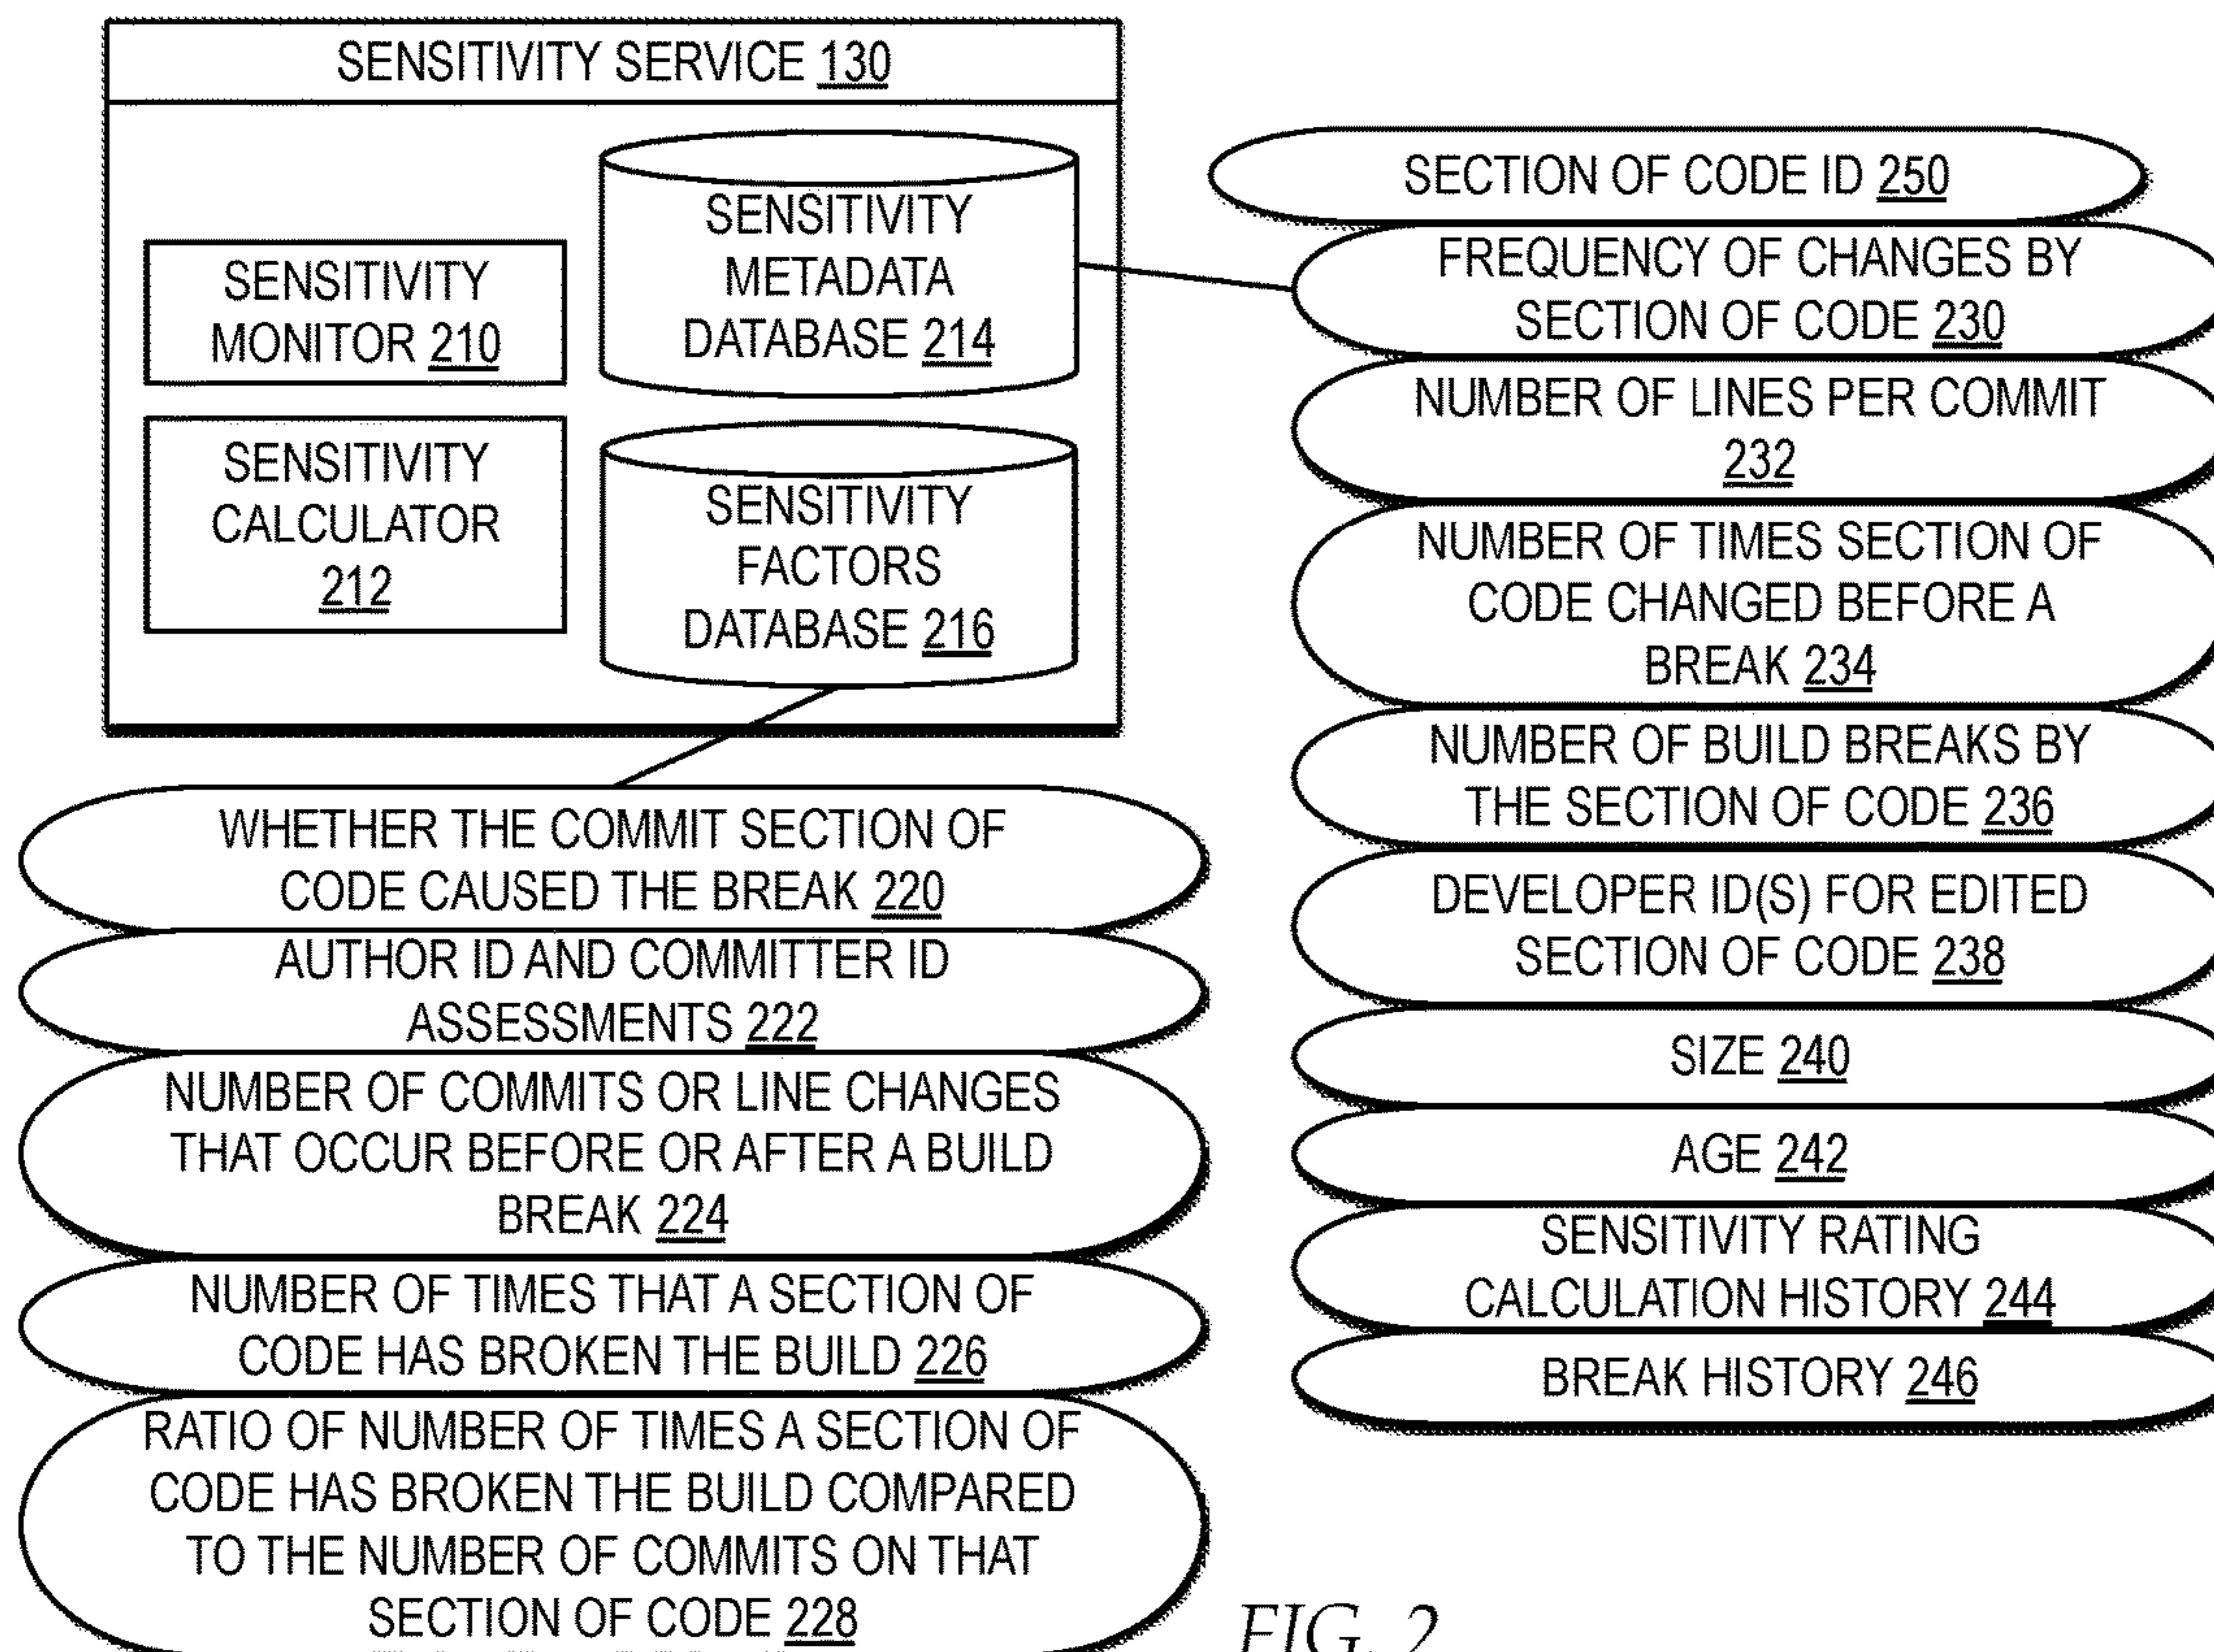 SENSITIVITY SERVICE 130
SENSITIVITY
MONITOR 210
SENSITIVITY
CALCULATOR
212
SENSITIVITY
METADATA
DATABASE 214
SENSITIVITY
FACTORS
DATABASE 216
WHETHER THE COMMIT SECTION OF
CODE CAUSED THE BREAK 220
AUTHOR ID AND COMMITTER ID
ASSESSMENTS 222
NUMBER OF COMMITS OR LINE CHANGES
THAT OCCUR BEFORE OR AFTER A BUILD
BREAK 224
NUMBER OF TIMES THAT A SECTION OF
CODE HAS BROKEN THE BUILD 226
RATIO OF NUMBER OF TIMES A SECTION OF
CODE HAS BROKEN THE BUILD COMPARED
TO THE NUMBER OF COMMITS ON THAT
SECTION OF CODE 228
SECTION OF CODE ID 250
FREQUENCY OF CHANGES BY
SECTION OF CODE 230
NUMBER OF LINES PER COMMIT
232
NUMBER OF TIMES SECTION OF
CODE CHANGED BEFORE A
BREAK 234
NUMBER OF BUILD BREAKS BY
THE SECTION OF CODE 236
DEVELOPER ID(S) FOR EDITED
SECTION OF CODE 238
SIZE 240
AGE 242
SENSITIVITY RATING
CALCULATION HISTORY 244
BREAK HISTORY 246
FIG. 2